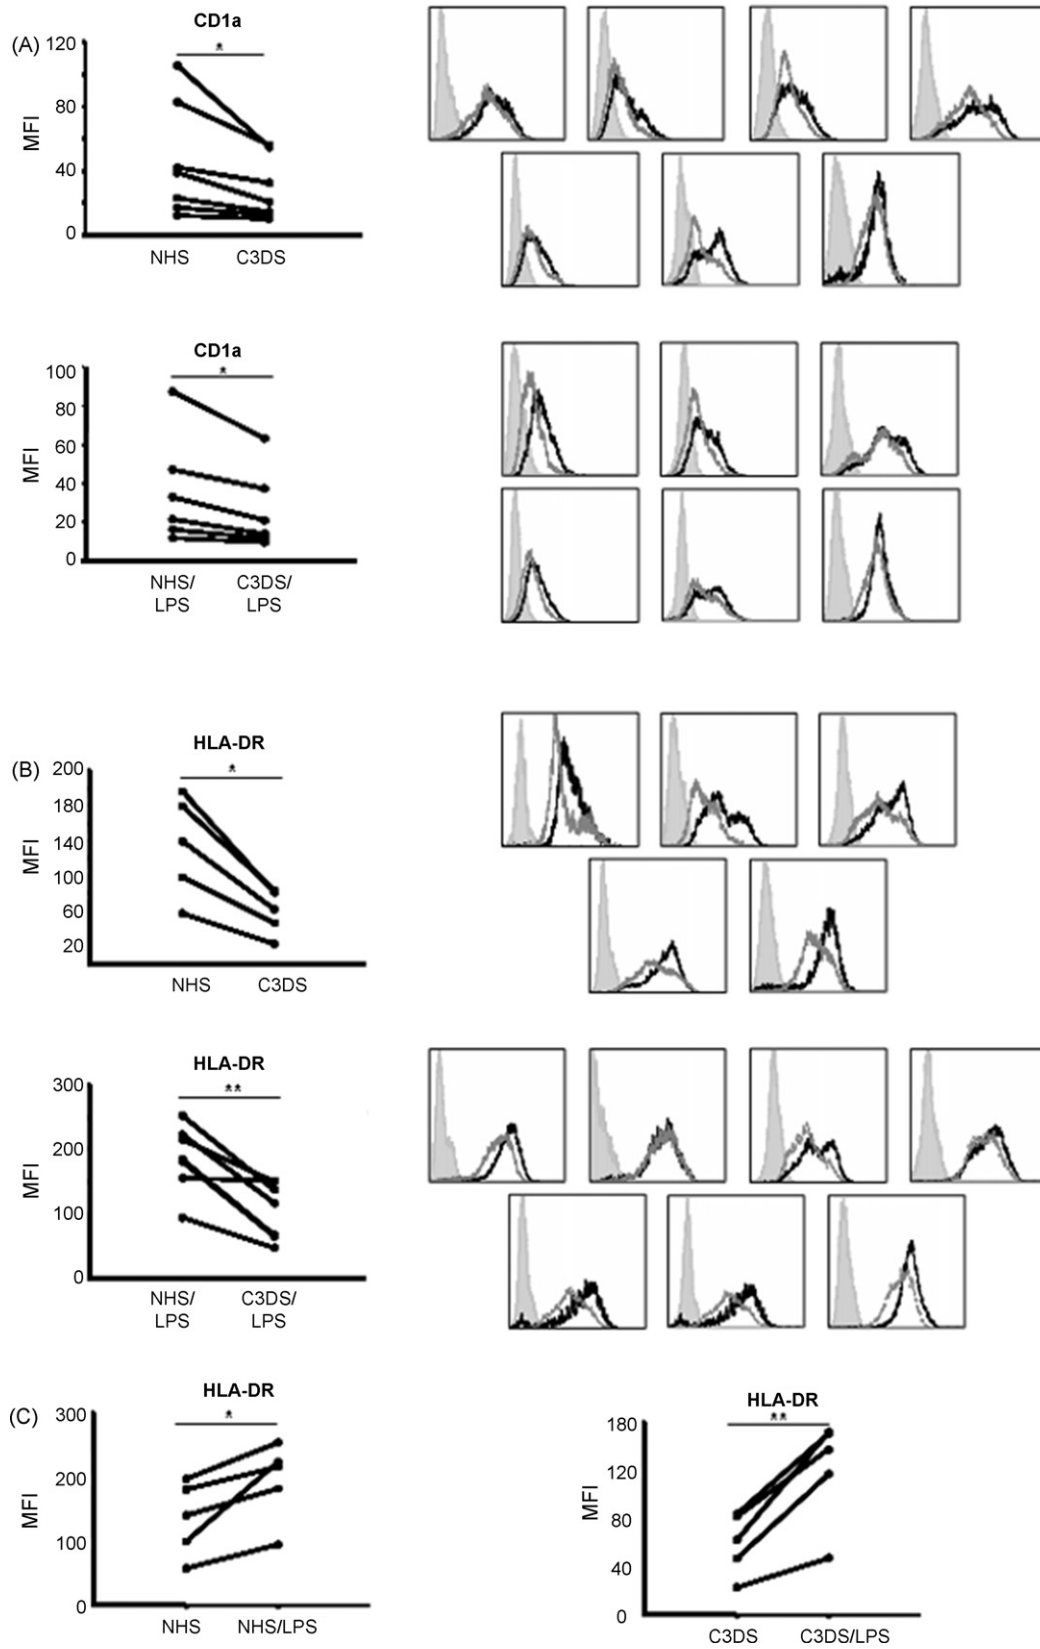 (A)
CD1a
*
120
80
40
0
MFI
NHS C3DS
CD1a
*
100
80
60
40
20
0
MFI
NHS/ C3DS/
LPS LPS
(B)
HLA-DR
*
200
180
140
100
60
20
MFI
NHS C3DS
HLA-DR
**
300
200
100
0
MFI
NHS/ C3DS/
LPS LPS
(C)
HLA-DR
*
300
200
100
0
MFI
NHS NHS/LPS
HLA-DR
**
180
120
80
40
0
MFI
C3DS C3DS/LPS